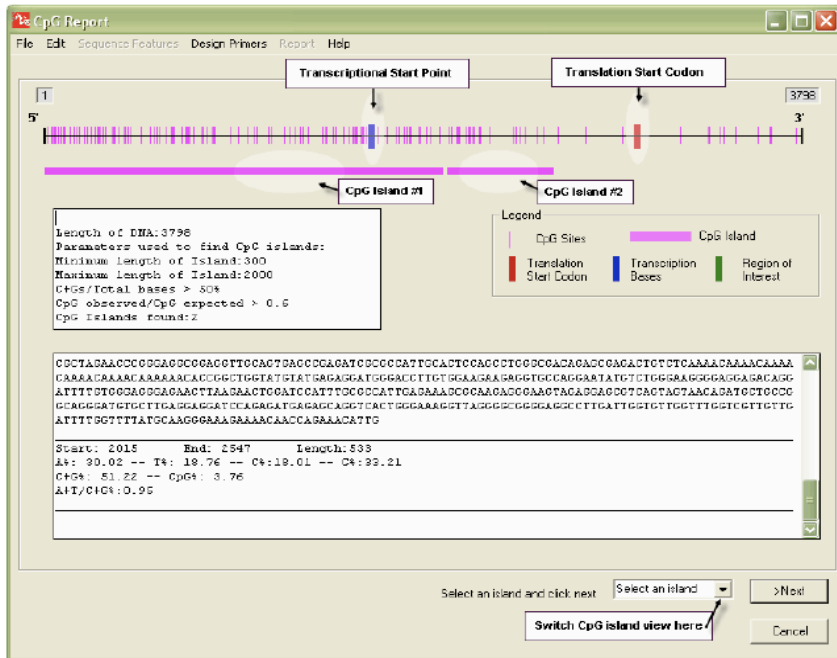 CpG Report
File Edit Sequence Features Design Primers Report Help
Transcriptional Start Point
Translation Start Codon
1
3798
5'
3'
CpG Island #1
CpG Island #2
Length of DNA:3798
Parameters used to find CpG islands:
Minimum length of Island:300
Maximum length of Island:2000
C+Gs/Total bases > 50%
CpG observed/CpG expected > 0.6
CpG Islands found:2
Legend
CpG Sites
CpG Island
Translation Start Codon
Transcription Bases
Region of Interest
CGCTAGAACCCGGGAGGCGGAGGTTGCAGTGAGCCGAGATCGCGCCATTGCACTCCAGCCTGGGCGACAGAGCGAGACTGTCTCAAAACAAAACAAAA
CAAAACAAAACAAAAAACACCGGCTGGTATGTATGAGAGGATGGGACCTTGTGGAAGAAGAGGTGCCAGGAATATGTCTGGGAAGGGGAGGAGACAGG
ATTTTGTGGGAGGGAGAACTTAAGAACTGGATCCATTTGCGCCATTGAGAAAGCGCAAGAGGGAAGTAGAGGAGCGTCAGTAGTAACAGATGCTGCCG
GCAGGGATGTGCTTGAGGAGGATCCAGAGATGAGAGCAGGTCACTGGGAAAGGTTAGGGGCGGGGAGGCCTTGATTGGTGTTGGTTTGGTCGTTGTTG
ATTTTGGTTTTATGCAAGGGAAAGAAAACAACCAGAAACATTG
Start: 2015 End: 2547 Length:533
A%: 30.02 -- T%: 18.76 -- C%:18.01 -- G%:33.21
C+G%: 51.22 -- CpG%: 3.76
A+T/C+G%:0.95
Select an island and click next
Select an island
>Next
Switch CpG island view here
Cancel